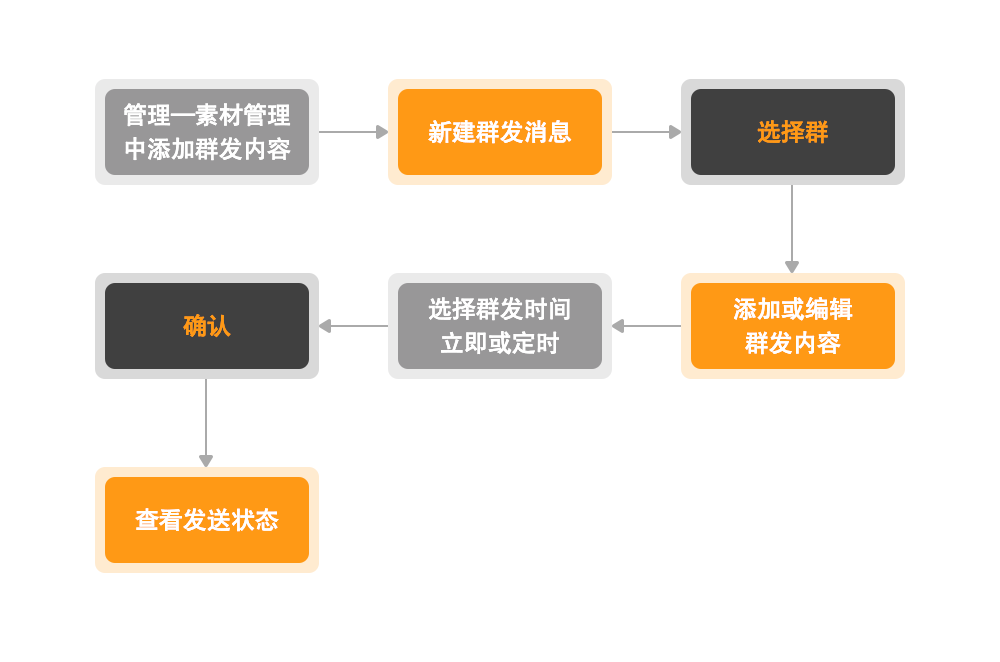 管理—素材管理
中添加群发内容
新建群发消息
选择群
添加或编辑
群发内容
选择群发时间
立即或定时
确认
查看发送状态